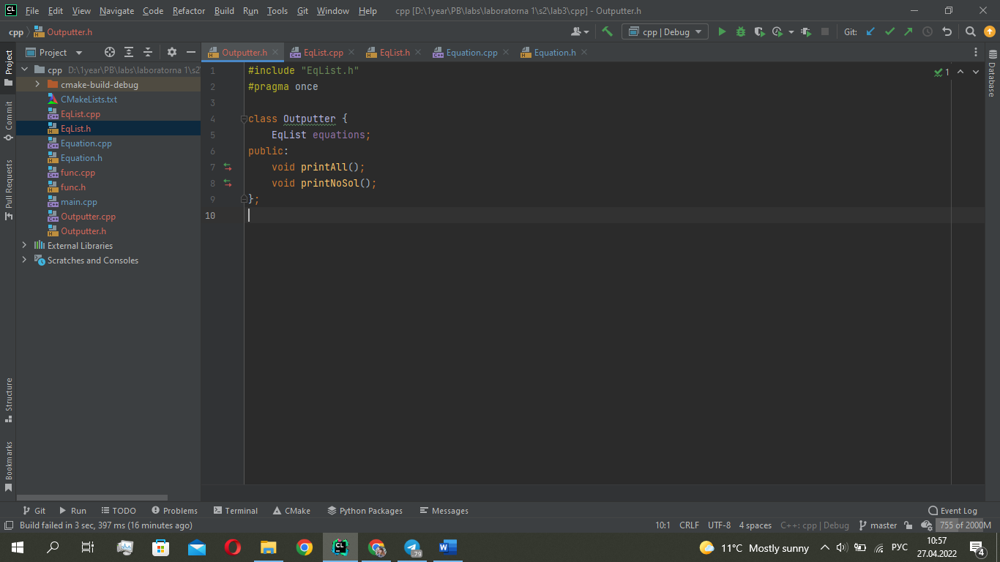 CL File Edit View Navigate Code Refactor Build Run Tools Git Window Help cpp [D:\1year\PB\labs\laboratorna 1\s2\lab3\cpp] - Outputter.h
cpp Outputter.h cpp | Debug Git:
Project Outputter.h EqList.cpp EqList.h Equation.cpp Equation.h
cpp D:\1year\PB\labs\laboratorna 1\s2\
cmake-build-debug
CMakeLists.txt
EqList.cpp
EqList.h
Equation.cpp
Equation.h
func.cpp
func.h
main.cpp
Outputter.cpp
Outputter.h
External Libraries
Scratches and Consoles
1 #include "EqList.h"
2 #pragma once
3
4 class Outputter {
5 EqList equations;
6 public:
7 void printAll();
8 void printNoSol();
9 };
10
1
Project
Commit
Pull Requests
Structure
Bookmarks
Database
Git Run TODO Problems Terminal CMake Python Packages Messages Event Log
Build failed in 3 sec, 397 ms (16 minutes ago) 10:1 CRLF UTF-8 4 spaces C++: cpp | Debug master 755 of 2000M
CL 79 W 11°C Mostly sunny РУС 10:57
27.04.2022 4